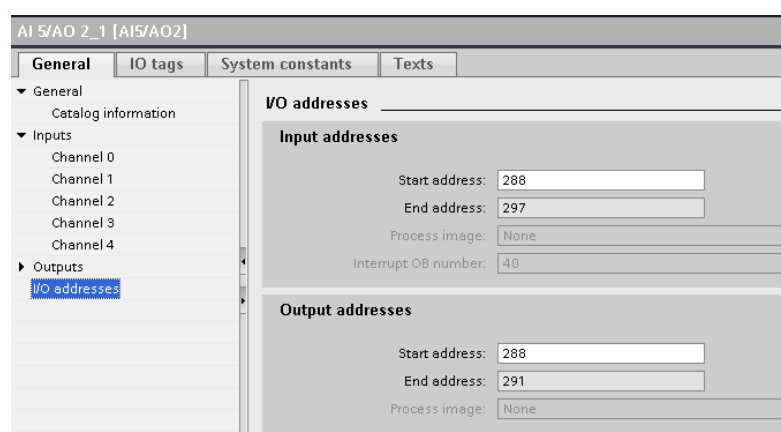 AI 5/AO 2_1 [AI5/AO2]
General IO tags System constants Texts
General
Catalog information
Inputs
Channel 0
Channel 1
Channel 2
Channel 3
Channel 4
Outputs
I/O addresses
I/O addresses
Input addresses
Start address: 288
End address: 297
Process image: None
Interrupt OB number: 40
Output addresses
Start address: 288
End address: 291
Process image: None